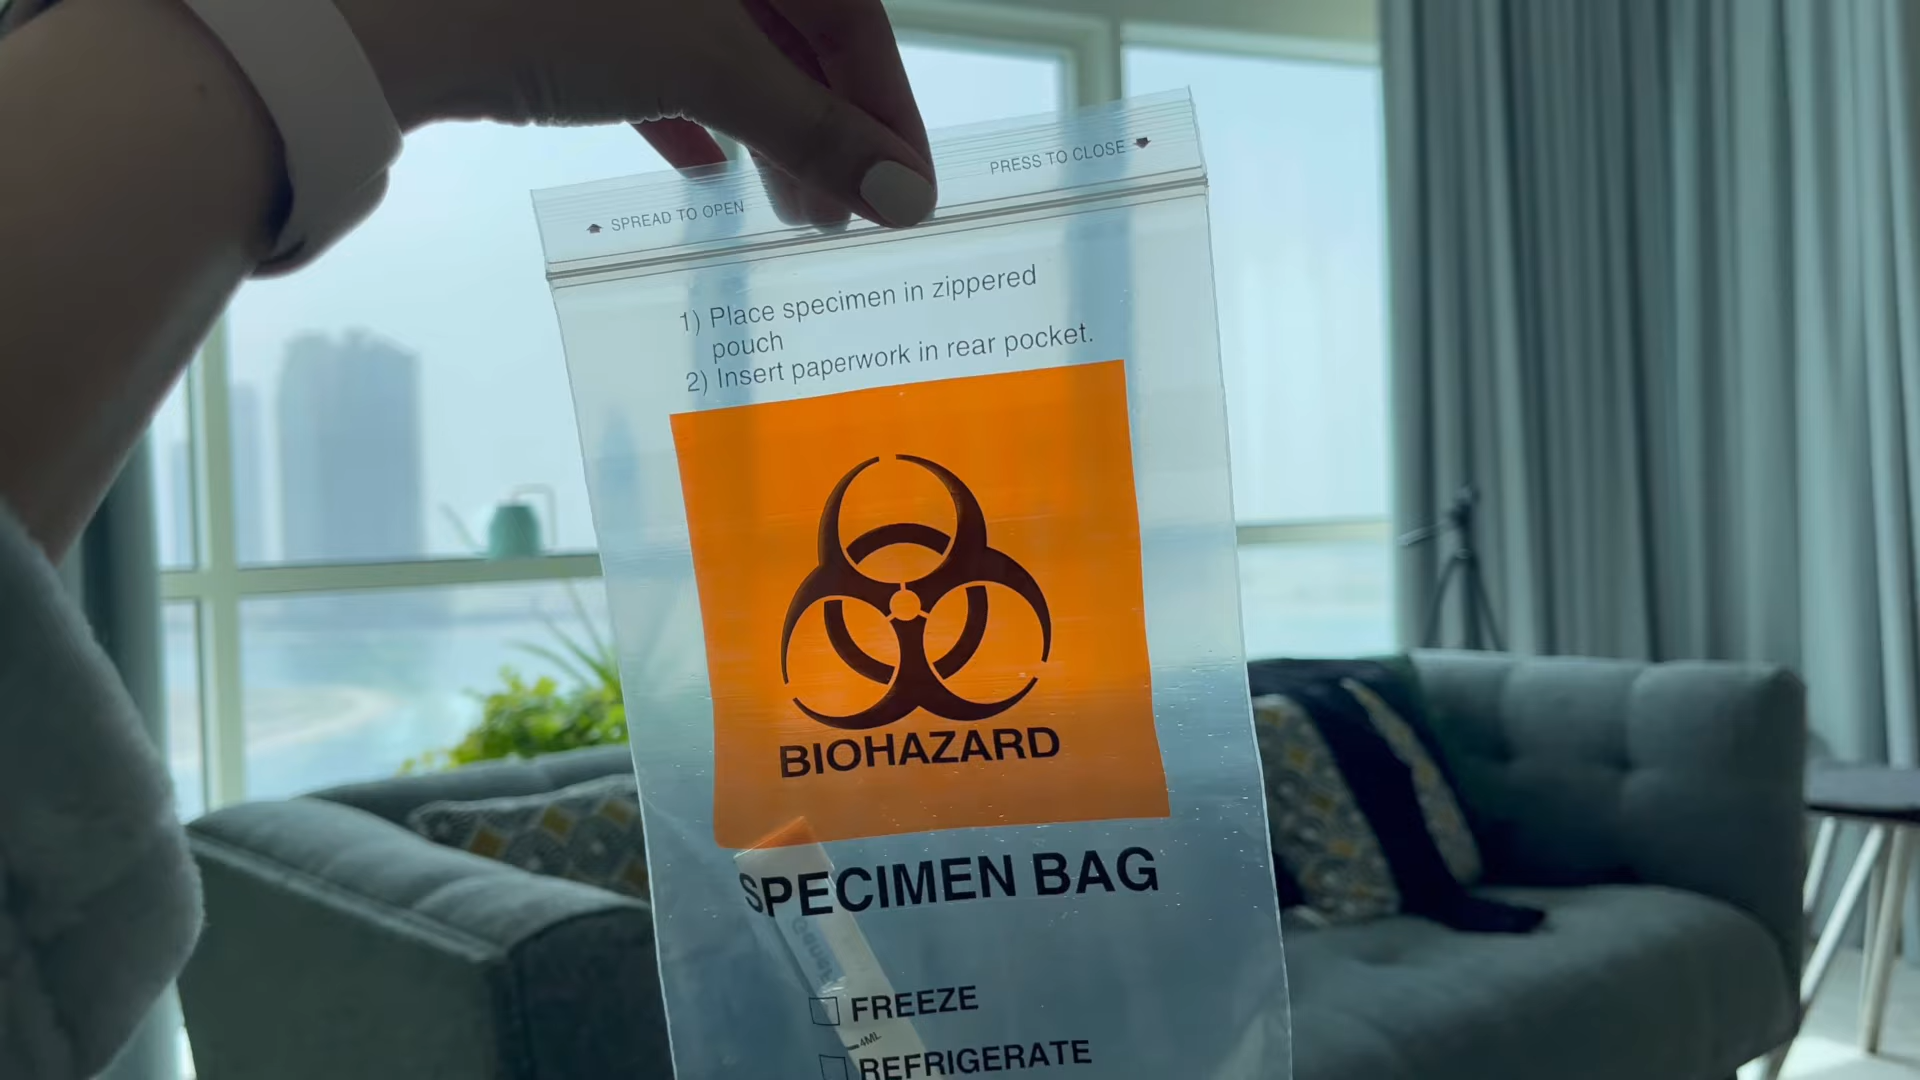 SPREAD TO OPEN
PRESS TO CLOSE
1) Place specimen in zippered
pouch
2) Insert paperwork in rear pocket.
BIOHAZARD
SPECIMEN BAG
FREEZE
4ML
REFRIGERATE